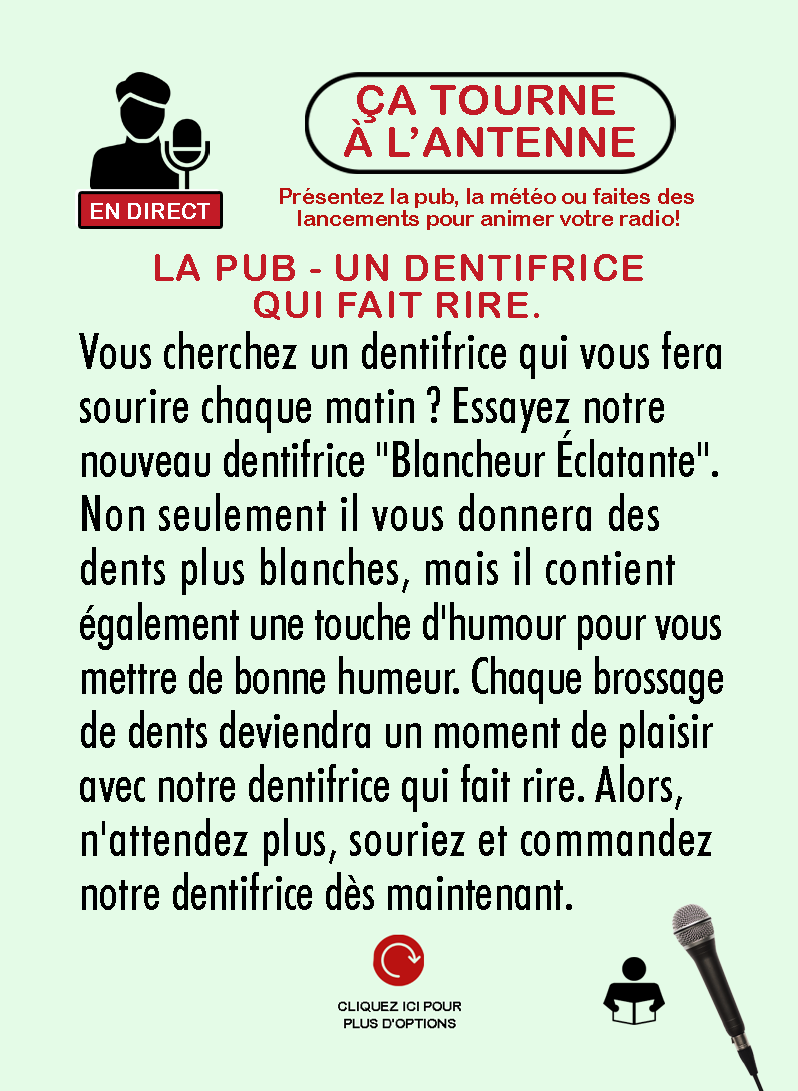 ÇA TOURNE
À L'ANTENNE
EN DIRECT
Présentez la pub, la météo ou faites des
lancements pour animer votre radio!
LA PUB - UN DENTIFRICE
QUI FAIT RIRE.
Vous cherchez un dentifrice qui vous fera
sourire chaque matin ? Essayez notre
nouveau dentifrice "Blancheur Éclatante".
Non seulement il vous donnera des
dents plus blanches, mais il contient
également une touche d'humour pour vous
mettre de bonne humeur. Chaque brossage
de dents deviendra un moment de plaisir
avec notre dentifrice qui fait rire. Alors,
n'attendez plus, souriez et commandez
notre dentifrice dès maintenant.
CLIQUEZ ICI POUR
PLUS D'OPTIONS